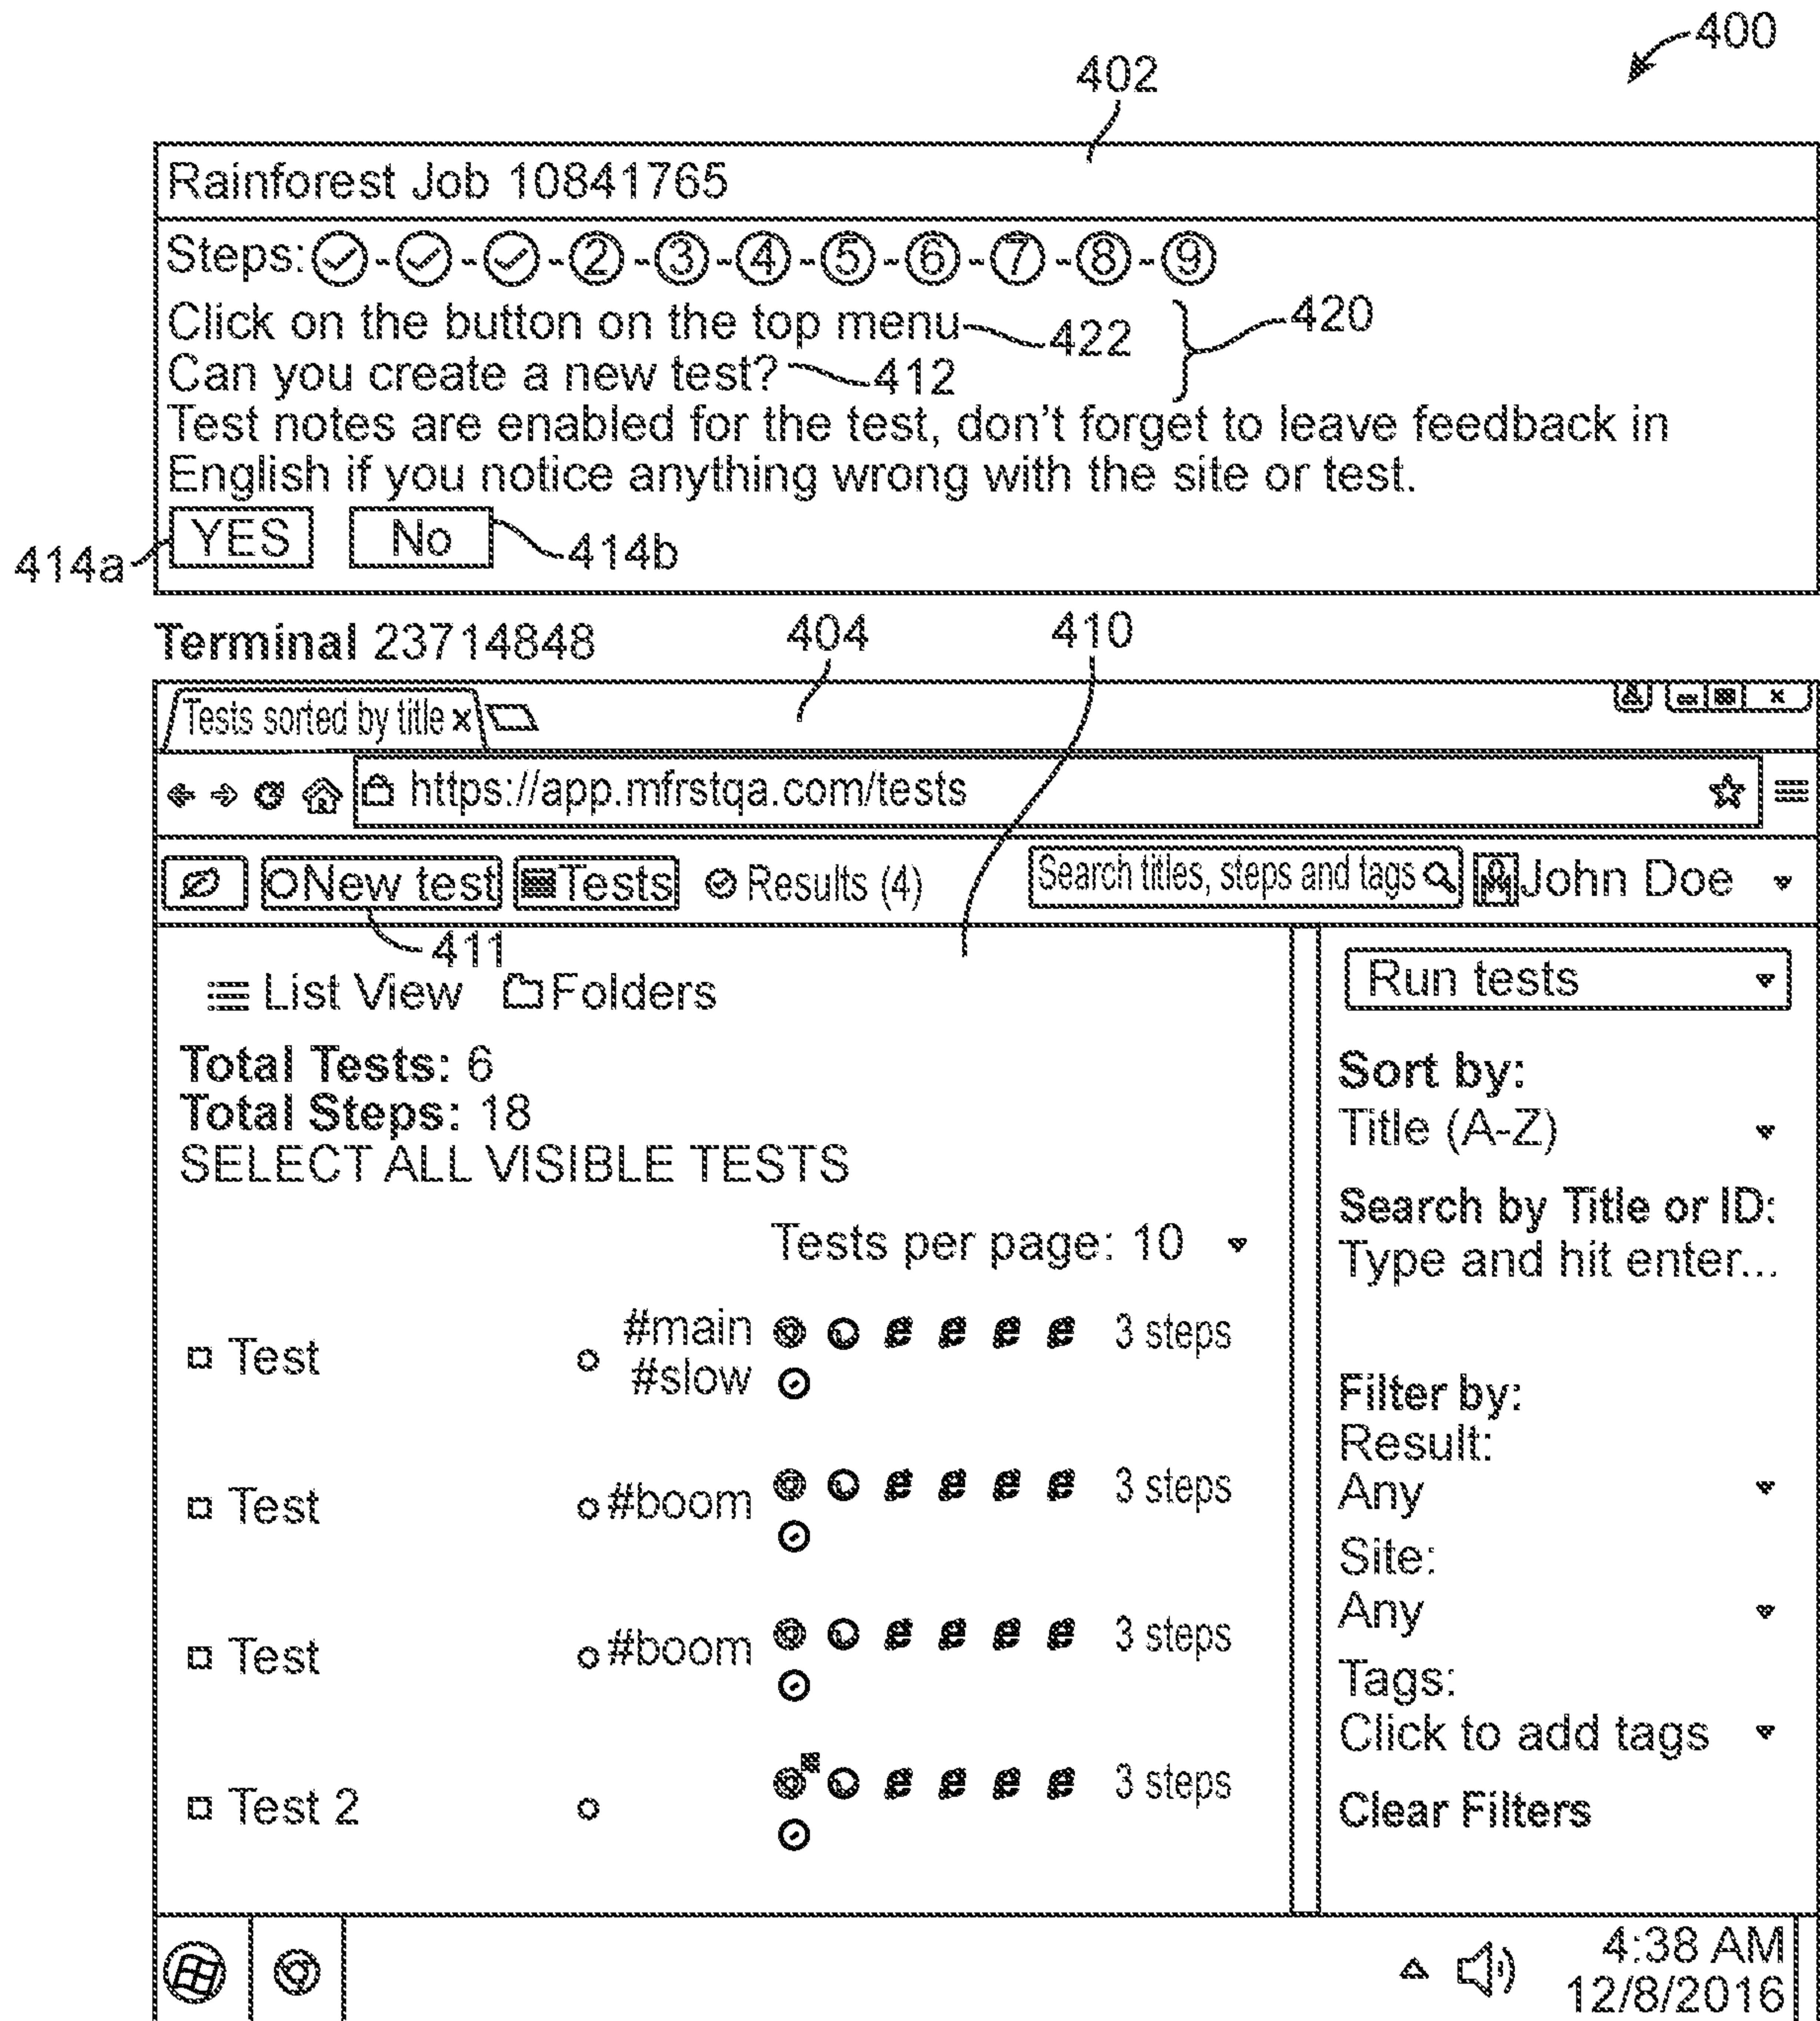 400
402
Rainforest Job 10841765
Steps: 2 - 3 - 4 - 5 - 6 - 7 - 8 - 9
Click on the button on the top menu 422 420
Can you create a new test? 412
Test notes are enabled for the test, don't forget to leave feedback in
English if you notice anything wrong with the site or test.
414a YES No 414b
Terminal 23714848 404 410
Tests sorted by title x
https://app.mfrstqa.com/tests
New test Tests Results (4) Search titles, steps and tags John Doe
411
List View Folders
Total Tests: 6
Total Steps: 18
SELECT ALL VISIBLE TESTS
Tests per page: 10
Test #main 3 steps
#slow
Test #boom 3 steps
Test #boom 3 steps
Test 2 3 steps
Run tests
Sort by:
Title (A-Z)
Search by Title or ID:
Type and hit enter...
Filter by:
Result:
Any
Site:
Any
Tags:
Click to add tags
Clear Filters
4:38 AM
12/8/2016